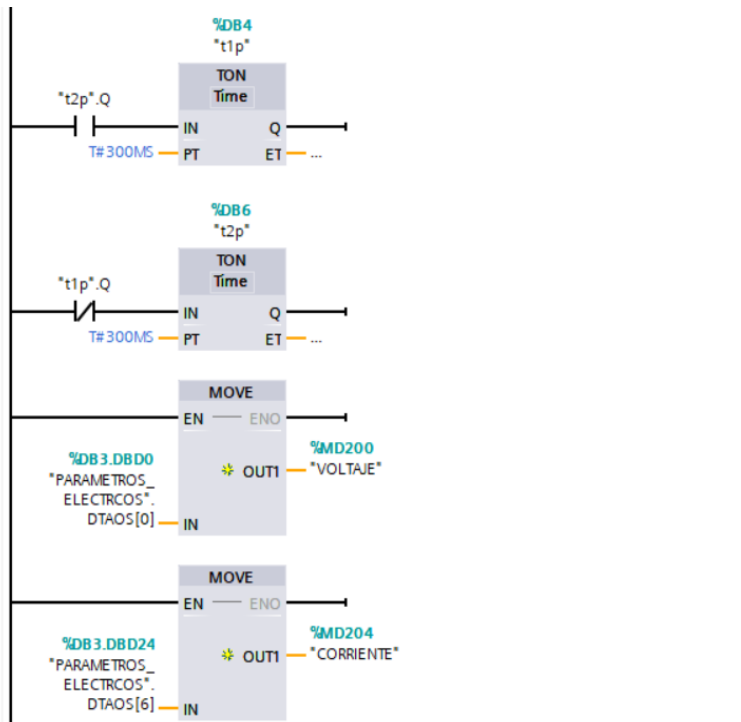 %DB4
"t1p"
TON
Time
"t2p".Q
IN Q
T#300MS PT ET ...
%DB6
"t2p"
TON
Time
"t1p".Q
IN Q
T#300MS PT ET ...
MOVE
EN ENO
%MD200
%DB3.DBD0
OUT1 "VOLTAJE"
"PARAMETROS_
ELECTRCOS".
DTAOS[0] IN
MOVE
EN ENO
%MD204
%DB3.DBD24
OUT1 "CORRIENTE"
"PARAMETROS_
ELECTRCOS".
DTAOS[6] IN